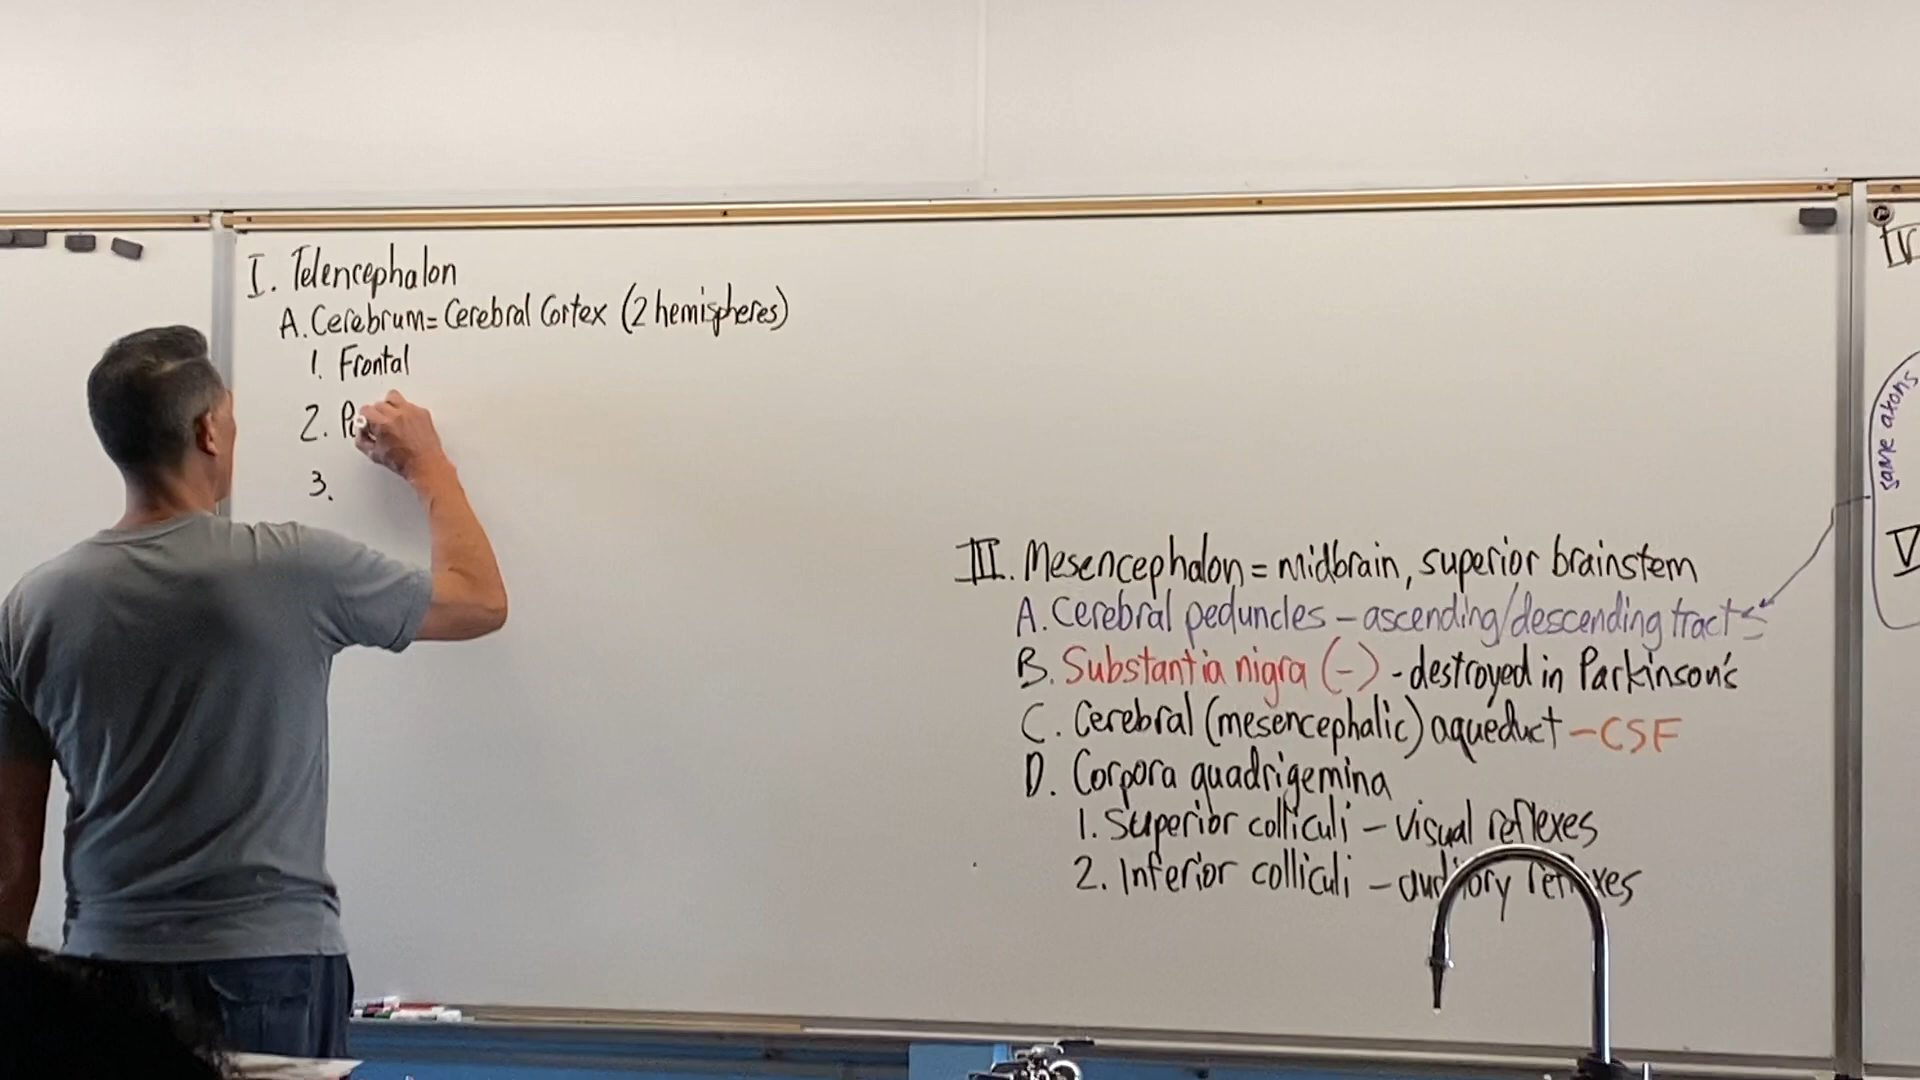 I. Telencephalon
A. Cerebrum = Cerebral Cortex (2 hemispheres)
1. Frontal
2.
3.
III. Mesencephalon = midbrain, superior brainstem
A. Cerebral peduncles - ascending/descending tracts
B. Substantia nigra (-) - destroyed in Parkinson's
C. Cerebral (mesencephalic) aqueduct - CSF
D. Corpora quadrigemina
1. Superior colliculi - visual reflexes
2. Inferior colliculi - auditory reflexes
IV
same axons
V